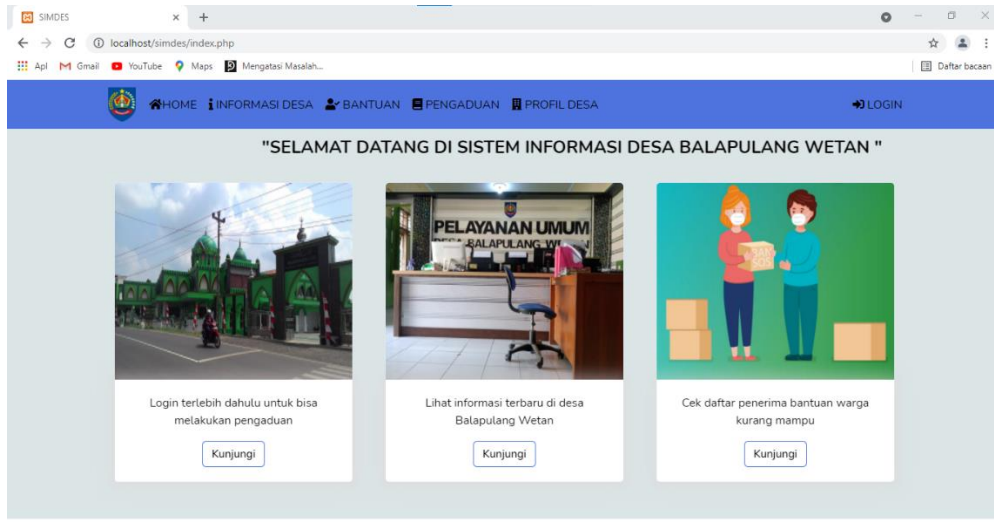 SIMDES
localhost/simdes/index.php
Apl Gmail YouTube Maps Mengatasi Masalah... Daftar bacaan
HOME INFORMASI DESA BANTUAN PENGADUAN PROFIL DESA LOGIN
"SELAMAT DATANG DI SISTEM INFORMASI DESA BALAPULANG WETAN "
PELAYANAN UMUM
BALAPULANG
Login terlebih dahulu untuk bisa
melakukan pengaduan
Kunjungi
Lihat informasi terbaru di desa
Balapulang Wetan
Kunjungi
Cek daftar penerima bantuan warga
kurang mampu
Kunjungi